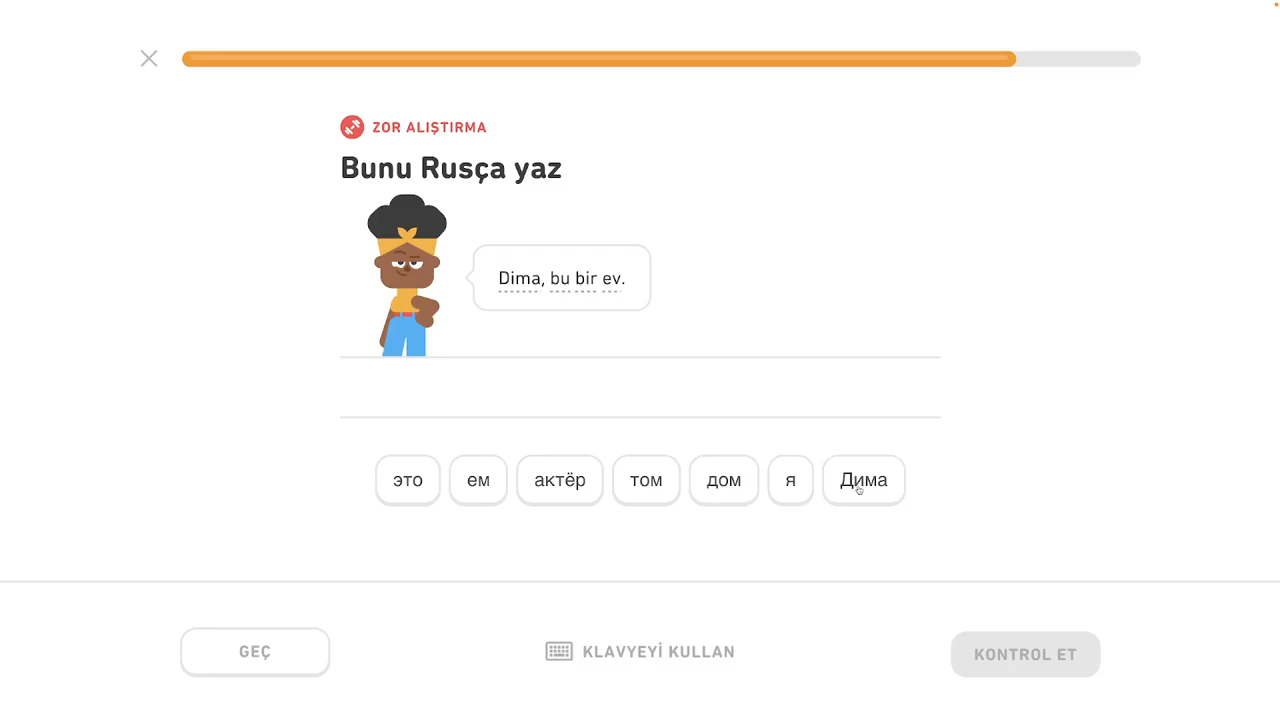 ZOR ALIŞTIRMA
Bunu Rusça yaz
Dima, bu bir ev.
это ем актёр том дом я Дима
GEÇ KLAVYEYİ KULLAN KONTROL ET